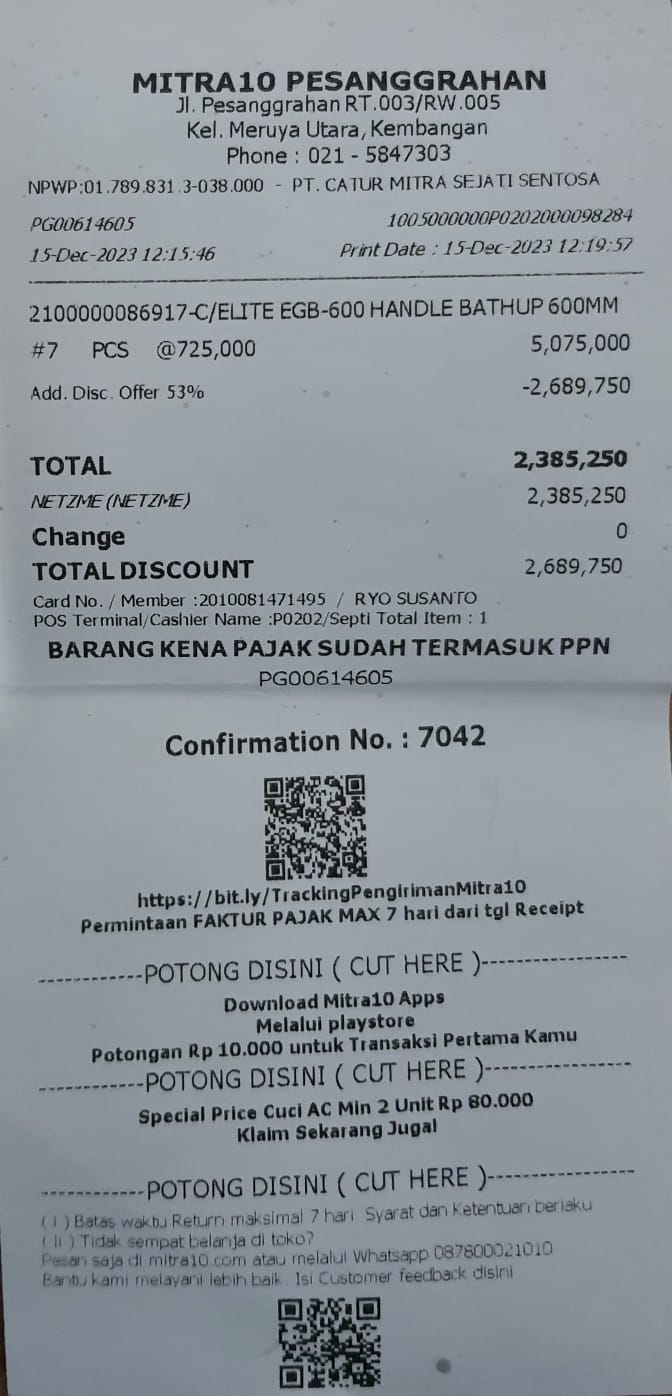 MITRA10 PESANGGRAHAN
Jl. Pesanggrahan RT.003/RW.005
Kel. Meruya Utara, Kembangan
Phone : 021 - 5847303
NPWP:01.789.831.3-038.000 - PT. CATUR MITRA SEJATI SENTOSA
PG00614605 1005000000P0202000098284
15-Dec-2023 12:15:46 Print Date : 15-Dec-2023 12:19:57
2100000086917-C/ELITE EGB-600 HANDLE BATHUP 600MM
#7 PCS @725,000 5,075,000
Add. Disc. Offer 53% -2,689,750
TOTAL 2,385,250
NETZME (NETZME) 2,385,250
Change 0
TOTAL DISCOUNT 2,689,750
Card No. / Member :2010081471495 / RYO SUSANTO
POS Terminal/Cashier Name :P0202/Septi Total Item : 1
BARANG KENA PAJAK SUDAH TERMASUK PPN
PG00614605
Confirmation No. : 7042
https://bit.ly/TrackingPengirimanMitra10
Permintaan FAKTUR PAJAK MAX 7 hari dari tgl Receipt
------------POTONG DISINI ( CUT HERE )----------------
Download Mitra10 Apps
Melalui playstore
Potongan Rp 10.000 untuk Transaksi Pertama Kamu
------------POTONG DISINI ( CUT HERE )----------------
Special Price Cuci AC Min 2 Unit Rp 80.000
Klaim Sekarang Juga!
------------POTONG DISINI ( CUT HERE )----------------
( I ) Batas waktu Return maksimal 7 hari. Syarat dan Ketentuan berlaku
( II ) Tidak sempat belanja di toko?
Pesan saja di mitra10.com atau melalui Whatsapp 087800021010
Bantu kami melayani lebih baik. Isi Customer feedback disini